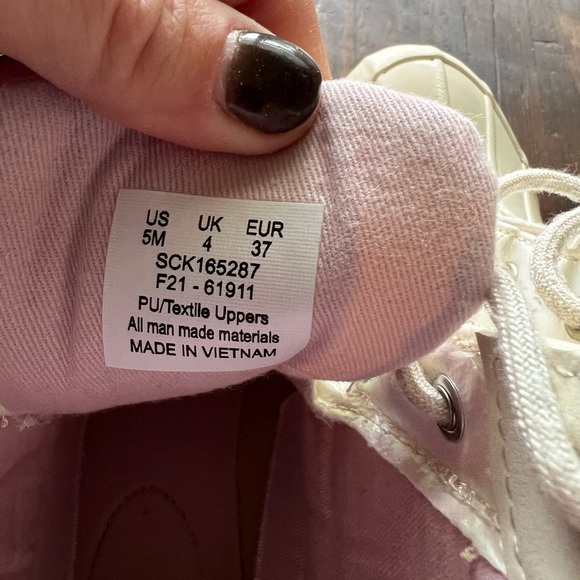 US UK EUR
5M 4 37
SCK165287
F21 - 61911
PU/Textile Uppers
All man made materials
MADE IN VIETNAM